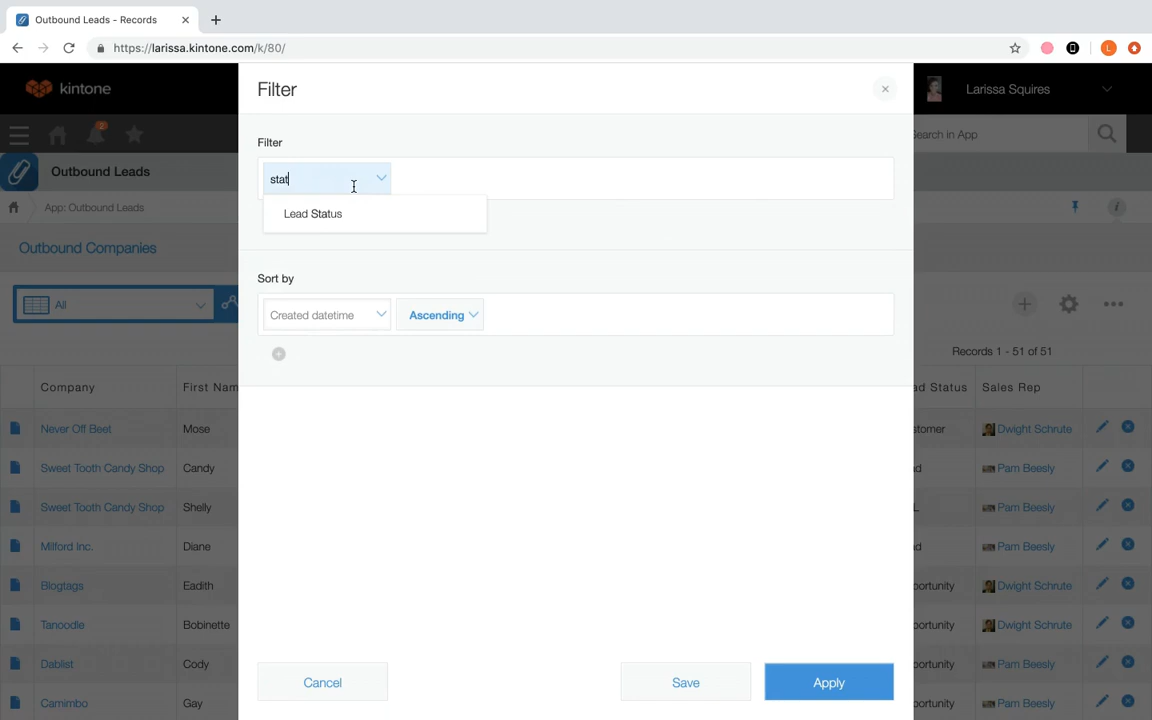 Outbound Leads - Records
https://larissa.kintone.com/k/80/
L
kintone
Filter
Larissa Squires
2
Search in App
Outbound Leads
Filter
stat
Lead Status
App: Outbound Leads
Outbound Companies
Sort by
All
Created datetime
Ascending
Records 1 - 51 of 51
Company
First Nam
ad Status
Sales Rep
Never Off Beet
Mose
stomer
Dwight Schrute
Sweet Tooth Candy Shop
Candy
ad
Pam Beesly
Sweet Tooth Candy Shop
Shelly
L
Pam Beesly
Milford Inc.
Diane
ad
Pam Beesly
Blogtags
Eadith
portunity
Dwight Schrute
Tanoodle
Bobinette
portunity
Dwight Schrute
Dablist
Cody
portunity
Pam Beesly
Camimbo
Gay
portunity
Pam Beesly
Cancel
Save
Apply